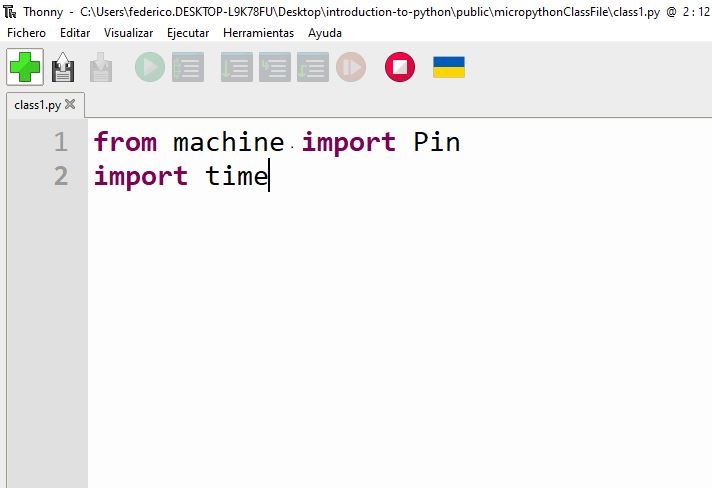 Thonny - C:\Users\federico.DESKTOP-L9K78FU\Desktop\introduction-to-python\public\micropythonClassFile\class1.py @ 2:12
Fichero Editar Visualizar Ejecutar Herramientas Ayuda
class1.py
1 from machine import Pin
2 import time